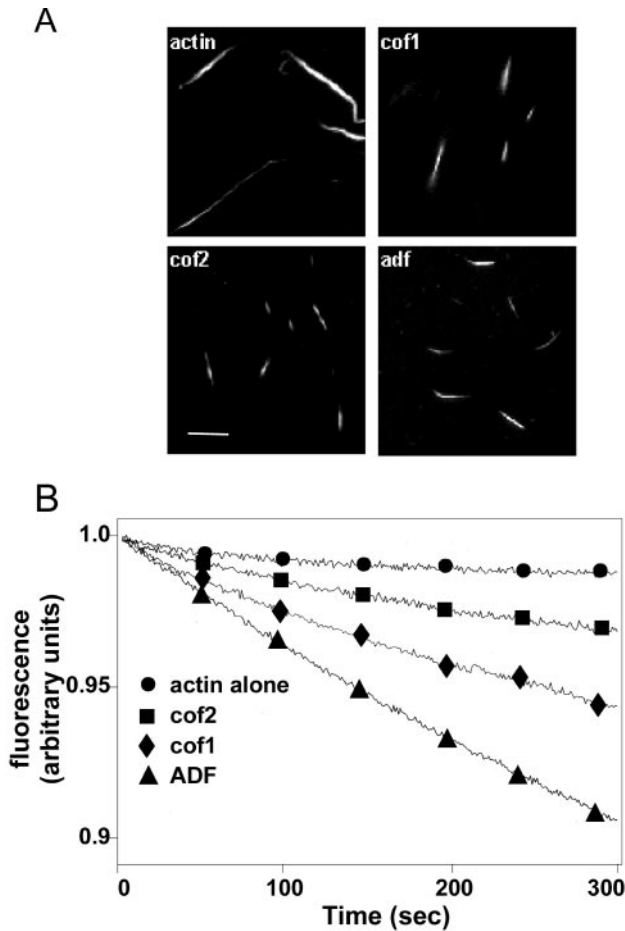 A
actin
cof1
cof2
adf
B
1.0
0.95
0.9
fluorescence
(arbitrary units)
actin alone
cof2
cof1
ADF
0
100
200
300
Time (sec)